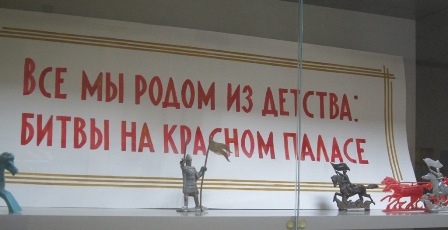 ВСЕ МЫ РОДОМ ИЗ ДЕТСТВА:
БИТВЫ НА КРАСНОМ ПАЛАСЕ